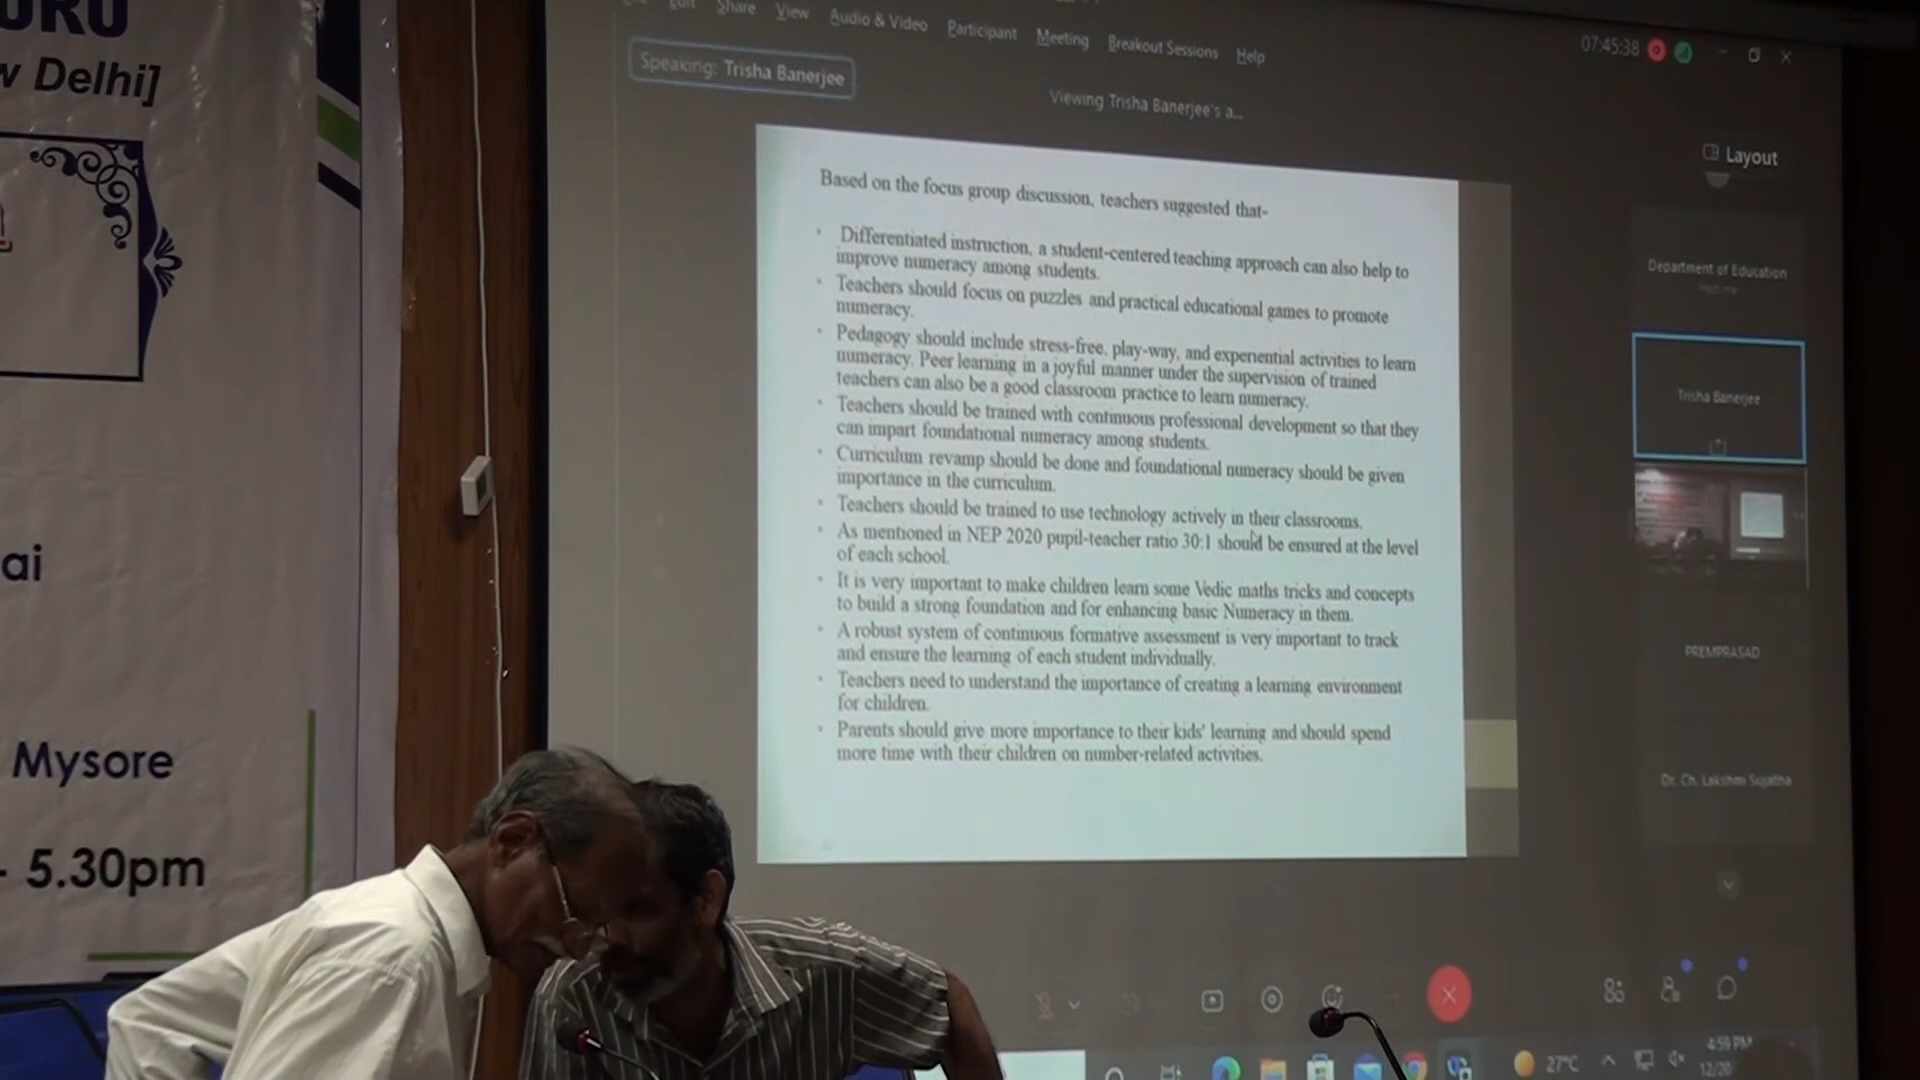 URU
w Delhi]
ai
Mysore
- 5.30pm
Edit Share View Audio & Video Participant Meeting Breakout Sessions Help
07:45:38
Speaking: Trisha Banerjee
Viewing Trisha Banerjee's a...
Layout
Based on the focus group discussion, teachers suggested that-
• Differentiated instruction, a student-centered teaching approach can also help to
improve numeracy among students.
• Teachers should focus on puzzles and practical educational games to promote
numeracy.
• Pedagogy should include stress-free, play-way, and experiential activities to learn
numeracy. Peer learning in a joyful manner under the supervision of trained
teachers can also be a good classroom practice to learn numeracy.
• Teachers should be trained with continuous professional development so that they
can impart foundational numeracy among students.
• Curriculum revamp should be done and foundational numeracy should be given
importance in the curriculum.
• Teachers should be trained to use technology actively in their classrooms.
• As mentioned in NEP 2020 pupil-teacher ratio 30:1 should be ensured at the level
of each school.
• It is very important to make children learn some Vedic maths tricks and concepts
to build a strong foundation and for enhancing basic Numeracy in them.
• A robust system of continuous formative assessment is very important to track
and ensure the learning of each student individually.
• Teachers need to understand the importance of creating a learning environment
for children.
• Parents should give more importance to their kids' learning and should spend
more time with their children on number-related activities.
Department of Education
Trisha Banerjee
PREMPRASAD
Dr. Ch. Lakshmi Sujatha
27°C
4:59 PM
12/20